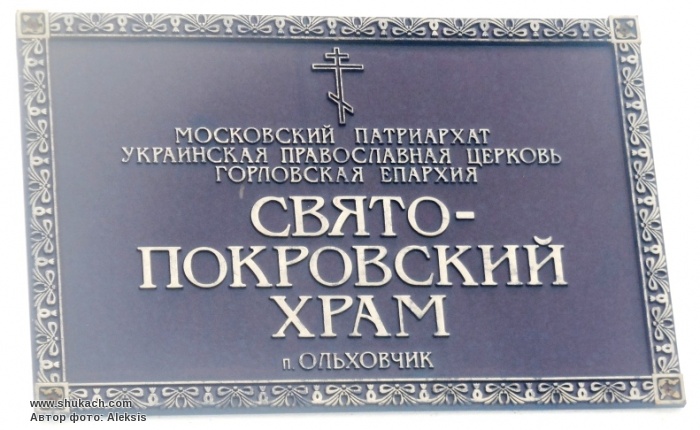 МОСКОВСКИЙ ПАТРИАРХАТ
УКРАИНСКАЯ ПРАВОСЛАВНАЯ ЦЕРКОВЬ
ГОРЛОВСКАЯ ЕПАРХИЯ
СВЯТО-
ПОКРОВСКИЙ
ХРАМ
п. ОЛЬХОВЧИК
www.shukach.com
Автор фото: Aleksis